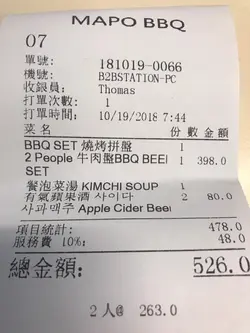 MAPO BBQ
07
單號: 181019-0066
機號: B2BSTATION-PC
收銀員: Thomas
打單次數: 1
打單時間: 10/19/2018 7:44
菜名 份數 金額
BBQ SET 燒烤拼盤 1
2 People 牛肉盤BBQ BEEF 1 398.0
SET
餐泡菜湯 KIMCHI SOUP 1
有氣蘋果酒 사이다 2 80.0
사과맥주 Apple Cider Beer
項目統計: 478.0
服務費 10%: 48.0
總金額: 526.0
2人@ 263.0